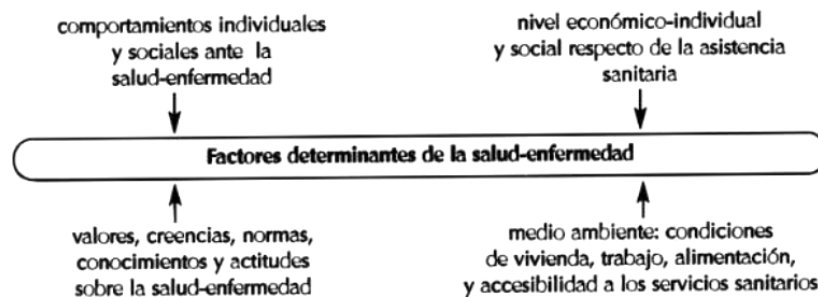 comportamientos individuales
y sociales ante la
salud-enfermedad
nivel económico-individual
y social respecto de la asistencia
sanitaria
Factores determinantes de la salud-enfermedad
valores, creencias, normas,
conocimientos y actitudes
sobre la salud-enfermedad
medio ambiente: condiciones
de vivienda, trabajo, alimentación,
y accesibilidad a los servicios sanitarios